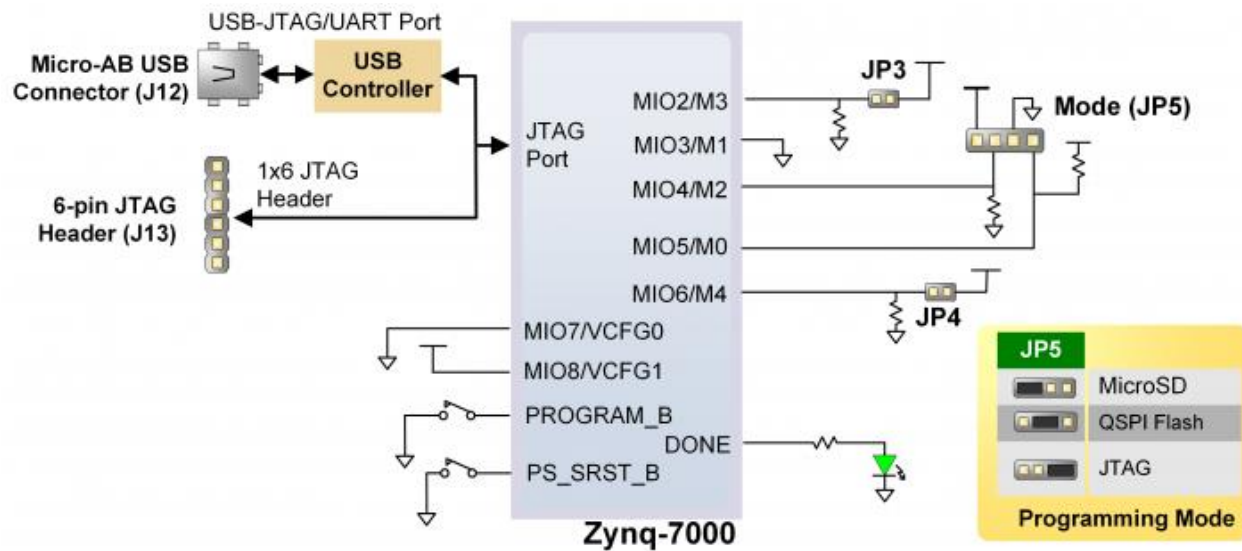 USB-JTAG/UART Port
Micro-AB USB
Connector (J12)
USB
Controller
1x6 JTAG
Header
6-pin JTAG
Header (J13)
JTAG
Port
MIO2/M3
MIO3/M1
MIO4/M2
MIO5/M0
MIO6/M4
MIO7/VCFG0
MIO8/VCFG1
PROGRAM_B
DONE
PS_SRST_B
Zynq-7000
JP3
Mode (JP5)
JP4
JP5
MicroSD
QSPI Flash
JTAG
Programming Mode